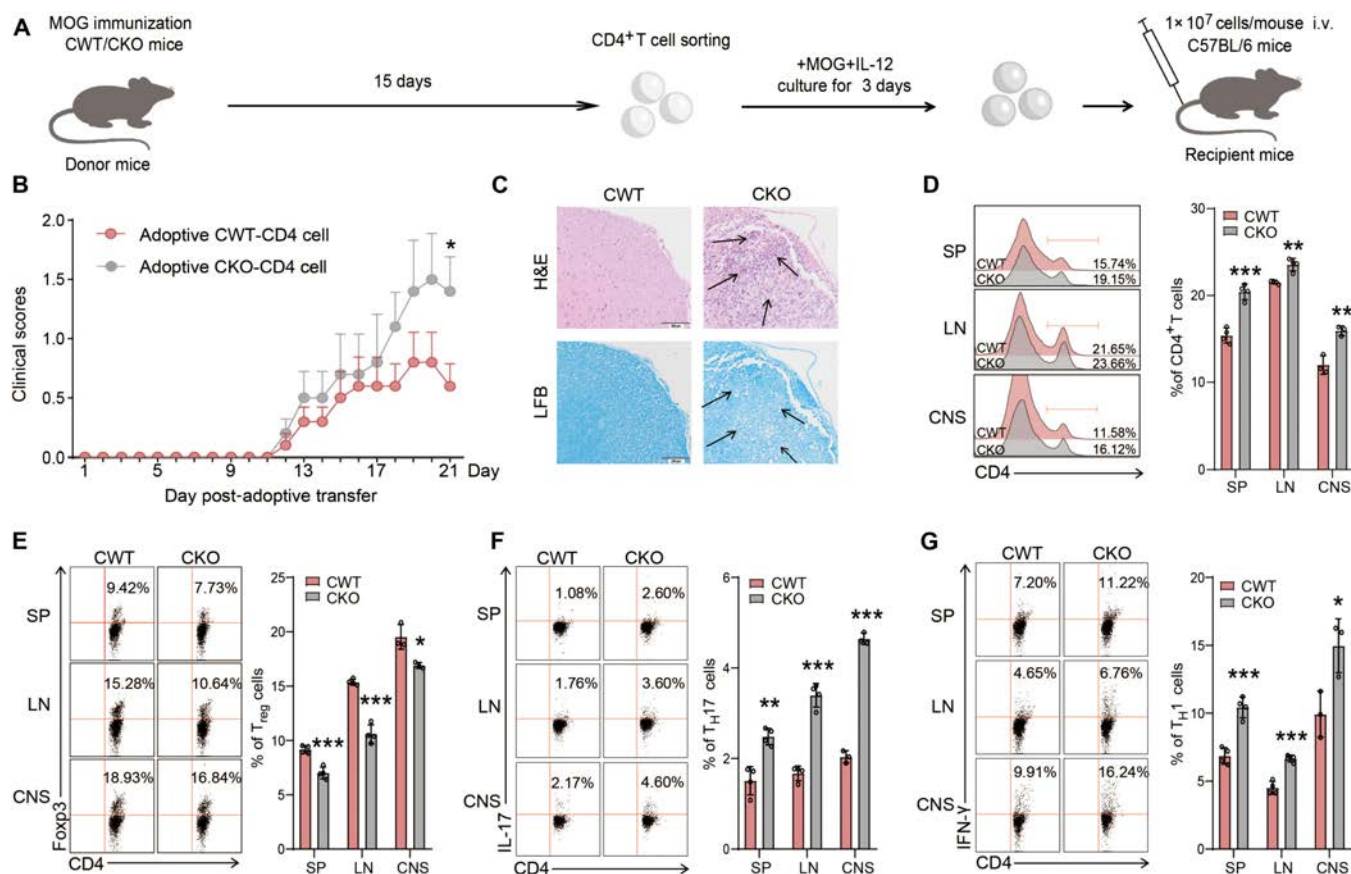 A
MOG immunization
CWT/CKO mice
Donor mice
15 days
CD4+ T cell sorting
+MOG+IL-12
culture for 3 days
1× 10⁷ cells/mouse i.v.
C57BL/6 mice
Recipient mice
B
Clinical scores
2.0
1.5
1.0
0.5
0.0
Adoptive CWT-CD4 cell
Adoptive CKO-CD4 cell
*
1 5 9 13 17 21 Day
Day post-adoptive transfer
C
CWT CKO
H&E
LFB
D
SP
CWT 15.74%
CKO 19.15%
LN
CWT 21.65%
CKO 23.66%
CNS
CWT 11.58%
CKO 16.12%
CD4
%of CD4+T cells
30
20
10
0
CWT
CKO
*** ** **
SP LN CNS
E
CWT CKO
SP 9.42% 7.73%
LN 15.28% 10.64%
CNS 18.93% 16.84%
Foxp3
CD4
% of Treg cells
25
20
15
10
5
0
CWT
CKO
*** *** *
SP LN CNS
F
CWT CKO
SP 1.08% 2.60%
LN 1.76% 3.60%
CNS 2.17% 4.60%
IL-17
CD4
% of TH17 cells
6
4
2
0
CWT
CKO
** *** ***
SP LN CNS
G
CWT CKO
SP 7.20% 11.22%
LN 4.65% 6.76%
CNS 9.91% 16.24%
IFN-γ
CD4
% of TH1 cells
20
15
10
5
0
CWT
CKO
*** *** *
SP LN CNS